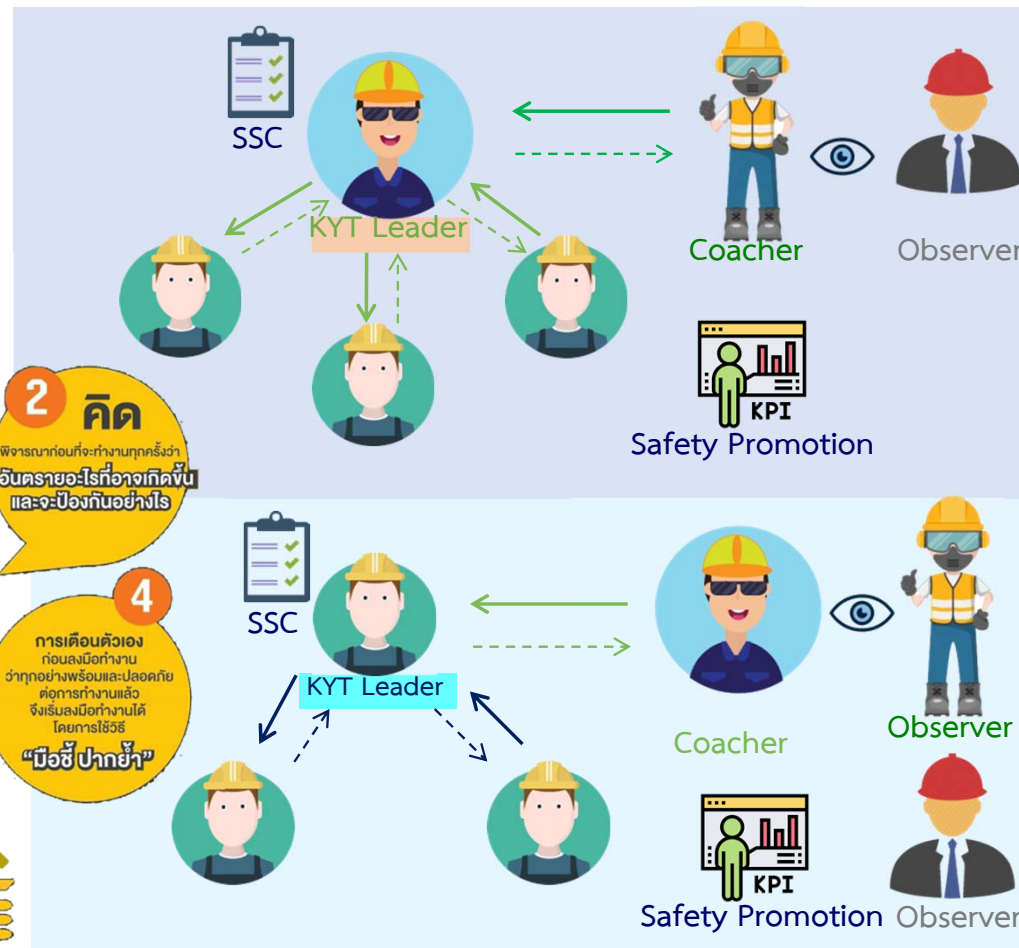 SSC
KYT Leader
Coacher
Observer
KPI
Safety Promotion
2
คิด
พิจารณาก่อนที่จะทำงานทุกครั้งว่า
อันตรายอะไรที่อาจเกิดขึ้น
และจะป้องกันอย่างไร
SSC
KYT Leader
Coacher
Observer
4
การเตือนตัวเอง
ก่อนลงมือทำงาน
ว่าทุกอย่างพร้อมและปลอดภัย
ต่อการทำงานแล้ว
จึงเริ่มลงมือทำงานได้
โดยการใช้วิธี
“มือชี้ ปากย้ำ”
KPI
Safety Promotion
Observer